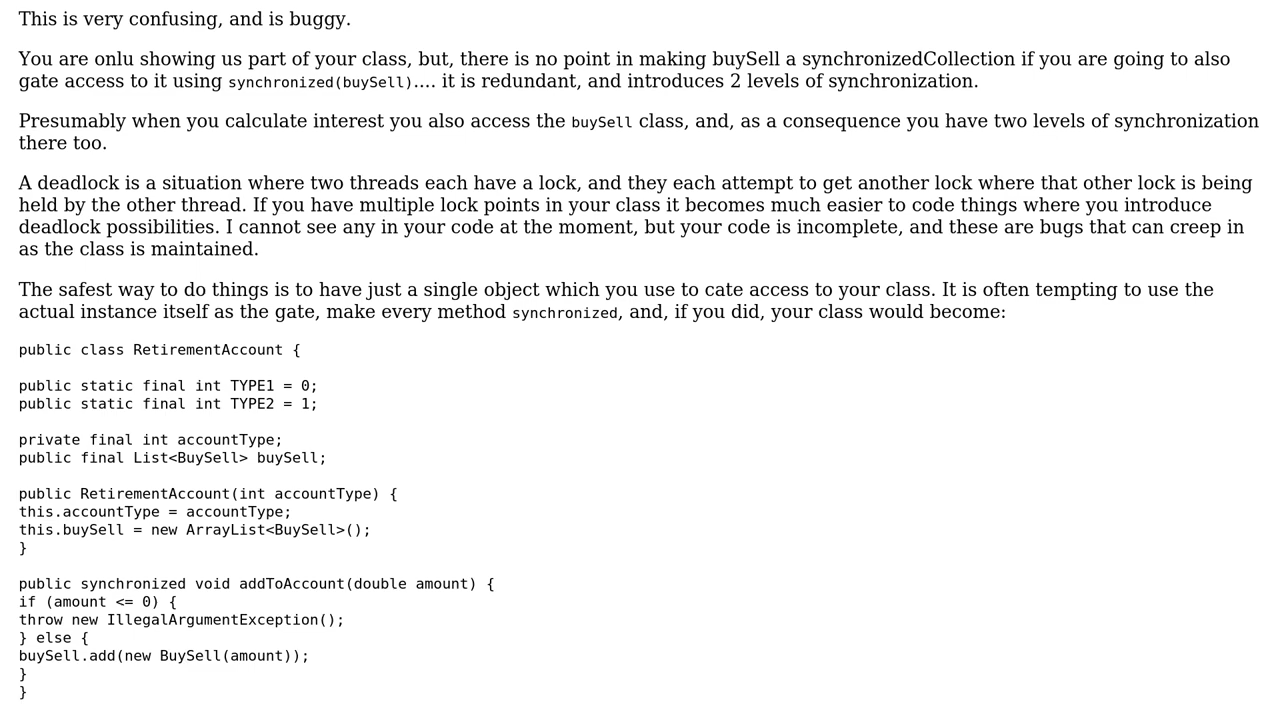 This is very confusing, and is buggy.
You are onlu showing us part of your class, but, there is no point in making buySell a synchronizedCollection if you are going to also
gate access to it using synchronized(buySell).... it is redundant, and introduces 2 levels of synchronization.
Presumably when you calculate interest you also access the buySell class, and, as a consequence you have two levels of synchronization
there too.
A deadlock is a situation where two threads each have a lock, and they each attempt to get another lock where that other lock is being
held by the other thread. If you have multiple lock points in your class it becomes much easier to code things where you introduce
deadlock possibilities. I cannot see any in your code at the moment, but your code is incomplete, and these are bugs that can creep in
as the class is maintained.
The safest way to do things is to have just a single object which you use to cate access to your class. It is often tempting to use the
actual instance itself as the gate, make every method synchronized, and, if you did, your class would become:
public class RetirementAccount {
public static final int TYPE1 = 0;
public static final int TYPE2 = 1;
private final int accountType;
public final List<BuySell> buySell;
public RetirementAccount(int accountType) {
this.accountType = accountType;
this.buySell = new ArrayList<BuySell>();
}
public synchronized void addToAccount(double amount) {
if (amount <= 0) {
throw new IllegalArgumentException();
} else {
buySell.add(new BuySell(amount));
}
}